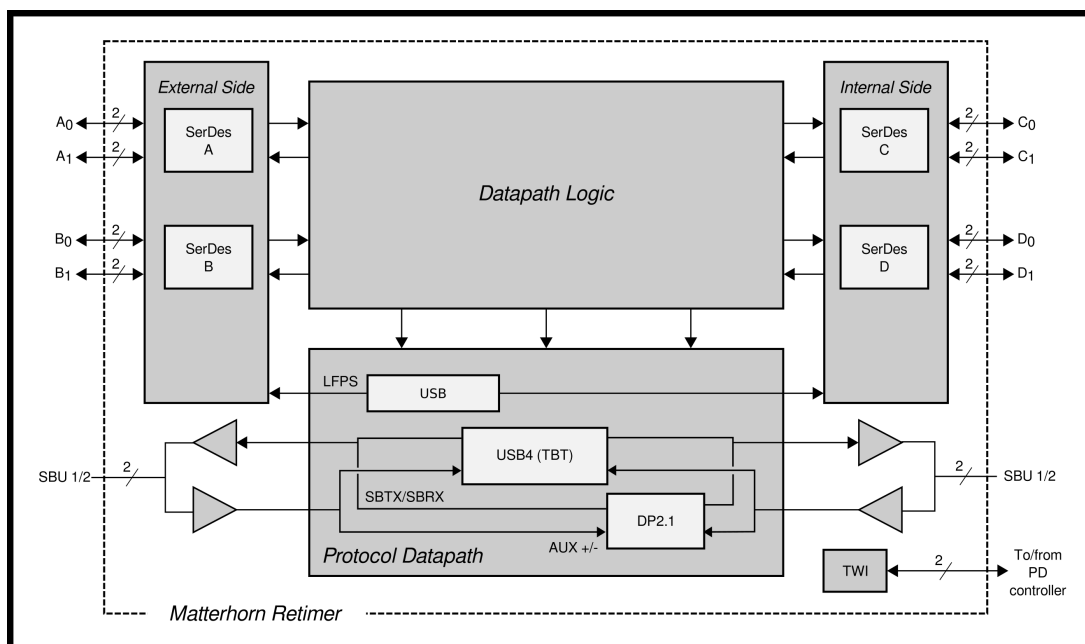 External Side
Internal Side
SerDes
A
SerDes
B
SerDes
C
SerDes
D
A0
2
A1
2
B0
2
B1
2
2
C0
2
C1
2
D0
2
D1
Datapath Logic
LFPS
USB
USB4 (TBT)
SBTX/SBRX
DP2.1
AUX +/-
Protocol Datapath
SBU 1/2
2
2
SBU 1/2
TWI
2
To/from
PD
controller
Matterhorn Retimer